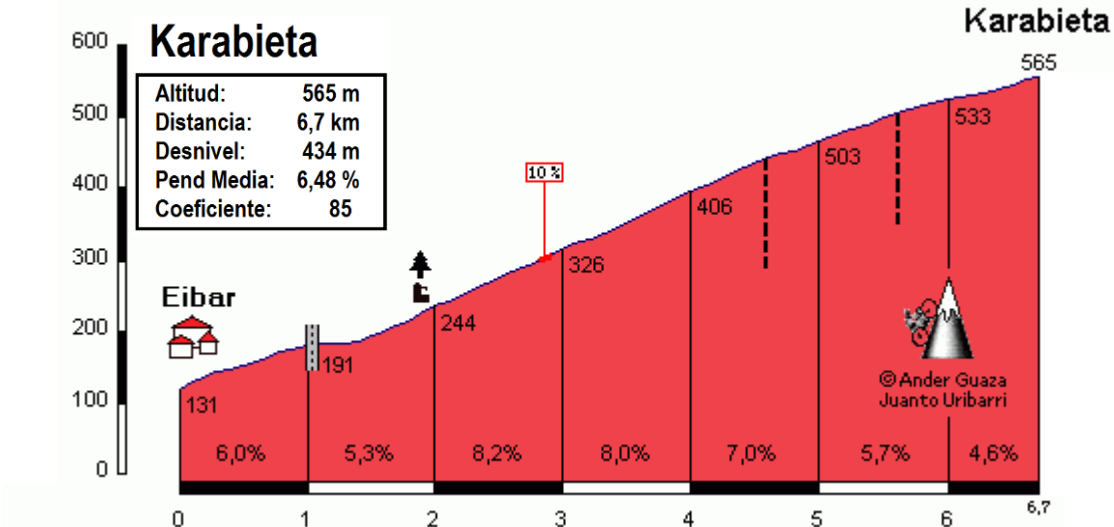 Karabieta
Karabieta
Altitud: 565 m
Distancia: 6,7 km
Desnivel: 434 m
Pend Media: 6,48 %
Coeficiente: 85
600
500
400
300
200
100
0
565
533
503
406
10 %
326
244
Eibar
191
131
© Ander Guaza
Juanto Uribarri
6,0% 5,3% 8,2% 8,0% 7,0% 5,7% 4,6%
0 1 2 3 4 5 6 6,7